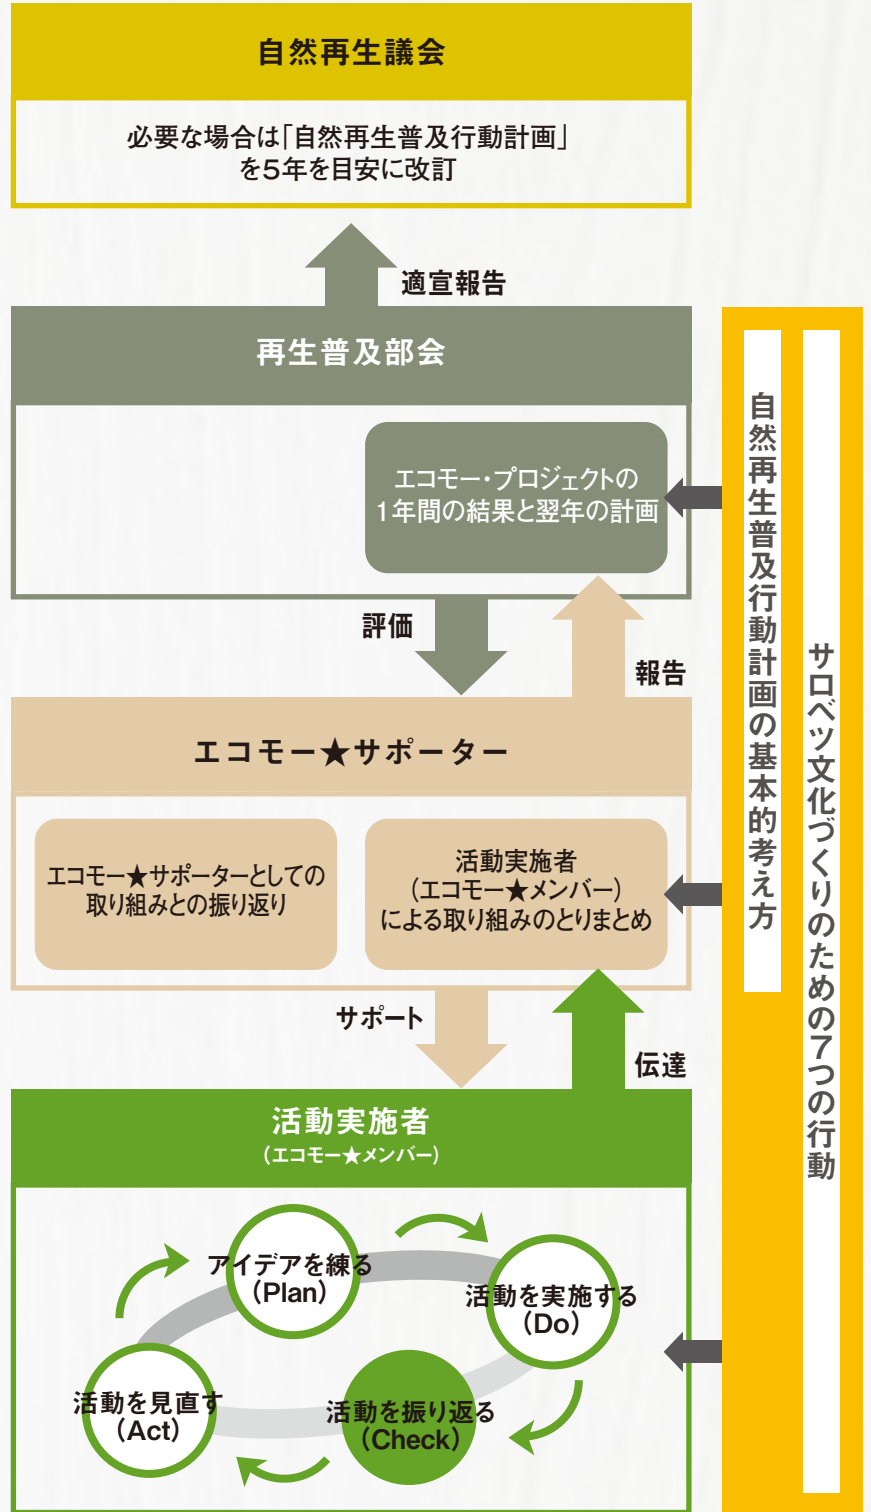 自然再生議会
必要な場合は「自然再生普及行動計画」
を5年を目安に改訂
適宣報告
再生普及部会
エコモー・プロジェクトの
1年間の結果と翌年の計画
評価
報告
エコモー★サポーター
エコモー★サポーターとしての
取り組みとの振り返り
活動実施者
(エコモー★メンバー)
による取り組みのとりまとめ
サポート
伝達
活動実施者
(エコモー★メンバー)
アイデアを練る
(Plan)
活動を実施する
(Do)
活動を振り返る
(Check)
活動を見直す
(Act)
自然再生普及行動計画の基本的考え方
サロベツ文化づくりのための7つの行動